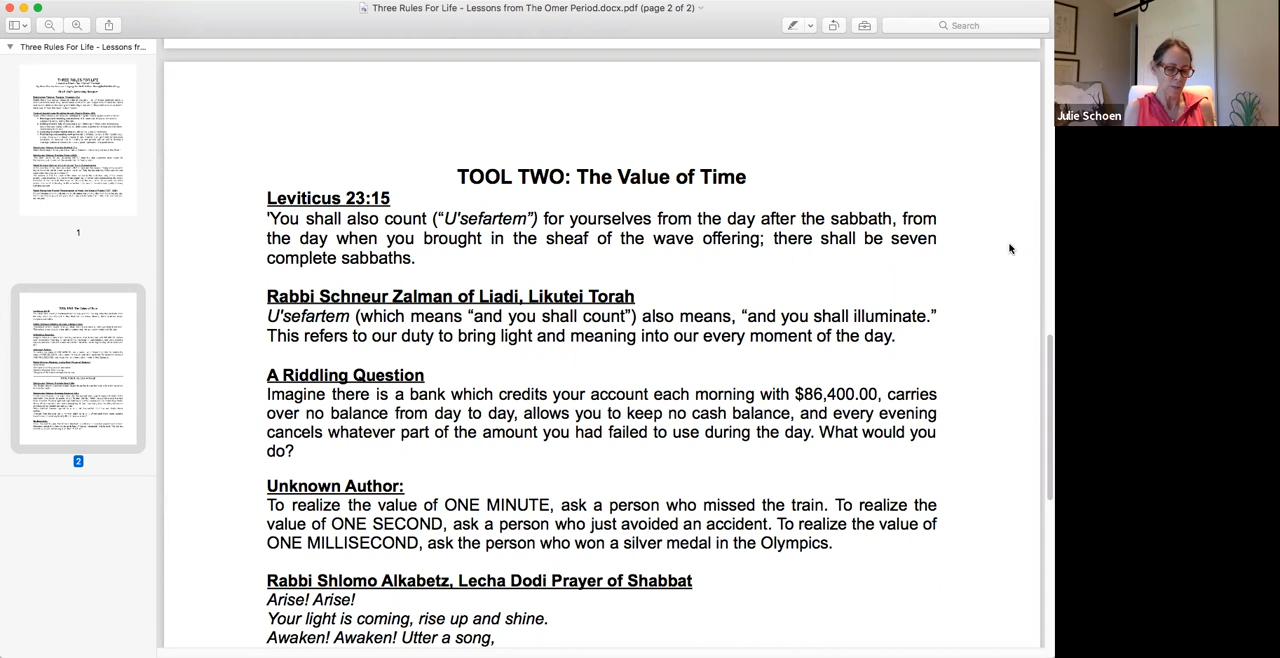 Three Rules For Life - Lessons from The Omer Period.docx.pdf (page 2 of 2)
Search
Three Rules For Life - Lessons fr...
1
2
Julie Schoen
TOOL TWO: The Value of Time
Leviticus 23:15
'You shall also count (“U'sefartem”) for yourselves from the day after the sabbath, from
the day when you brought in the sheaf of the wave offering; there shall be seven
complete sabbaths.
Rabbi Schneur Zalman of Liadi, Likutei Torah
U'sefartem (which means “and you shall count”) also means, “and you shall illuminate.”
This refers to our duty to bring light and meaning into our every moment of the day.
A Riddling Question
Imagine there is a bank which credits your account each morning with $86,400.00, carries
over no balance from day to day, allows you to keep no cash balance, and every evening
cancels whatever part of the amount you had failed to use during the day. What would you
do?
Unknown Author:
To realize the value of ONE MINUTE, ask a person who missed the train. To realize the
value of ONE SECOND, ask a person who just avoided an accident. To realize the value of
ONE MILLISECOND, ask the person who won a silver medal in the Olympics.
Rabbi Shlomo Alkabetz, Lecha Dodi Prayer of Shabbat
Arise! Arise!
Your light is coming, rise up and shine.
Awaken! Awaken! Utter a song,